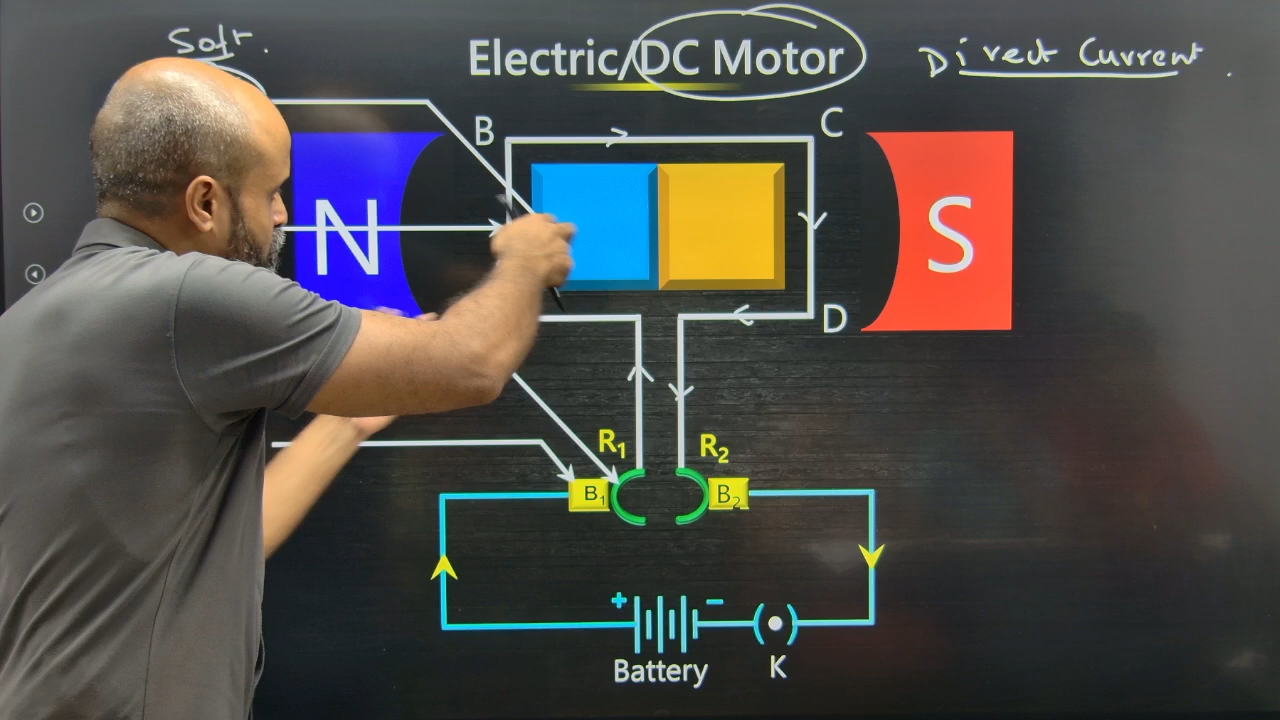 Soft.
Electric/DC Motor
Direct Current.
B
C
N
S
D
R₁
R₂
B₁
B₂
+
−
Battery
K